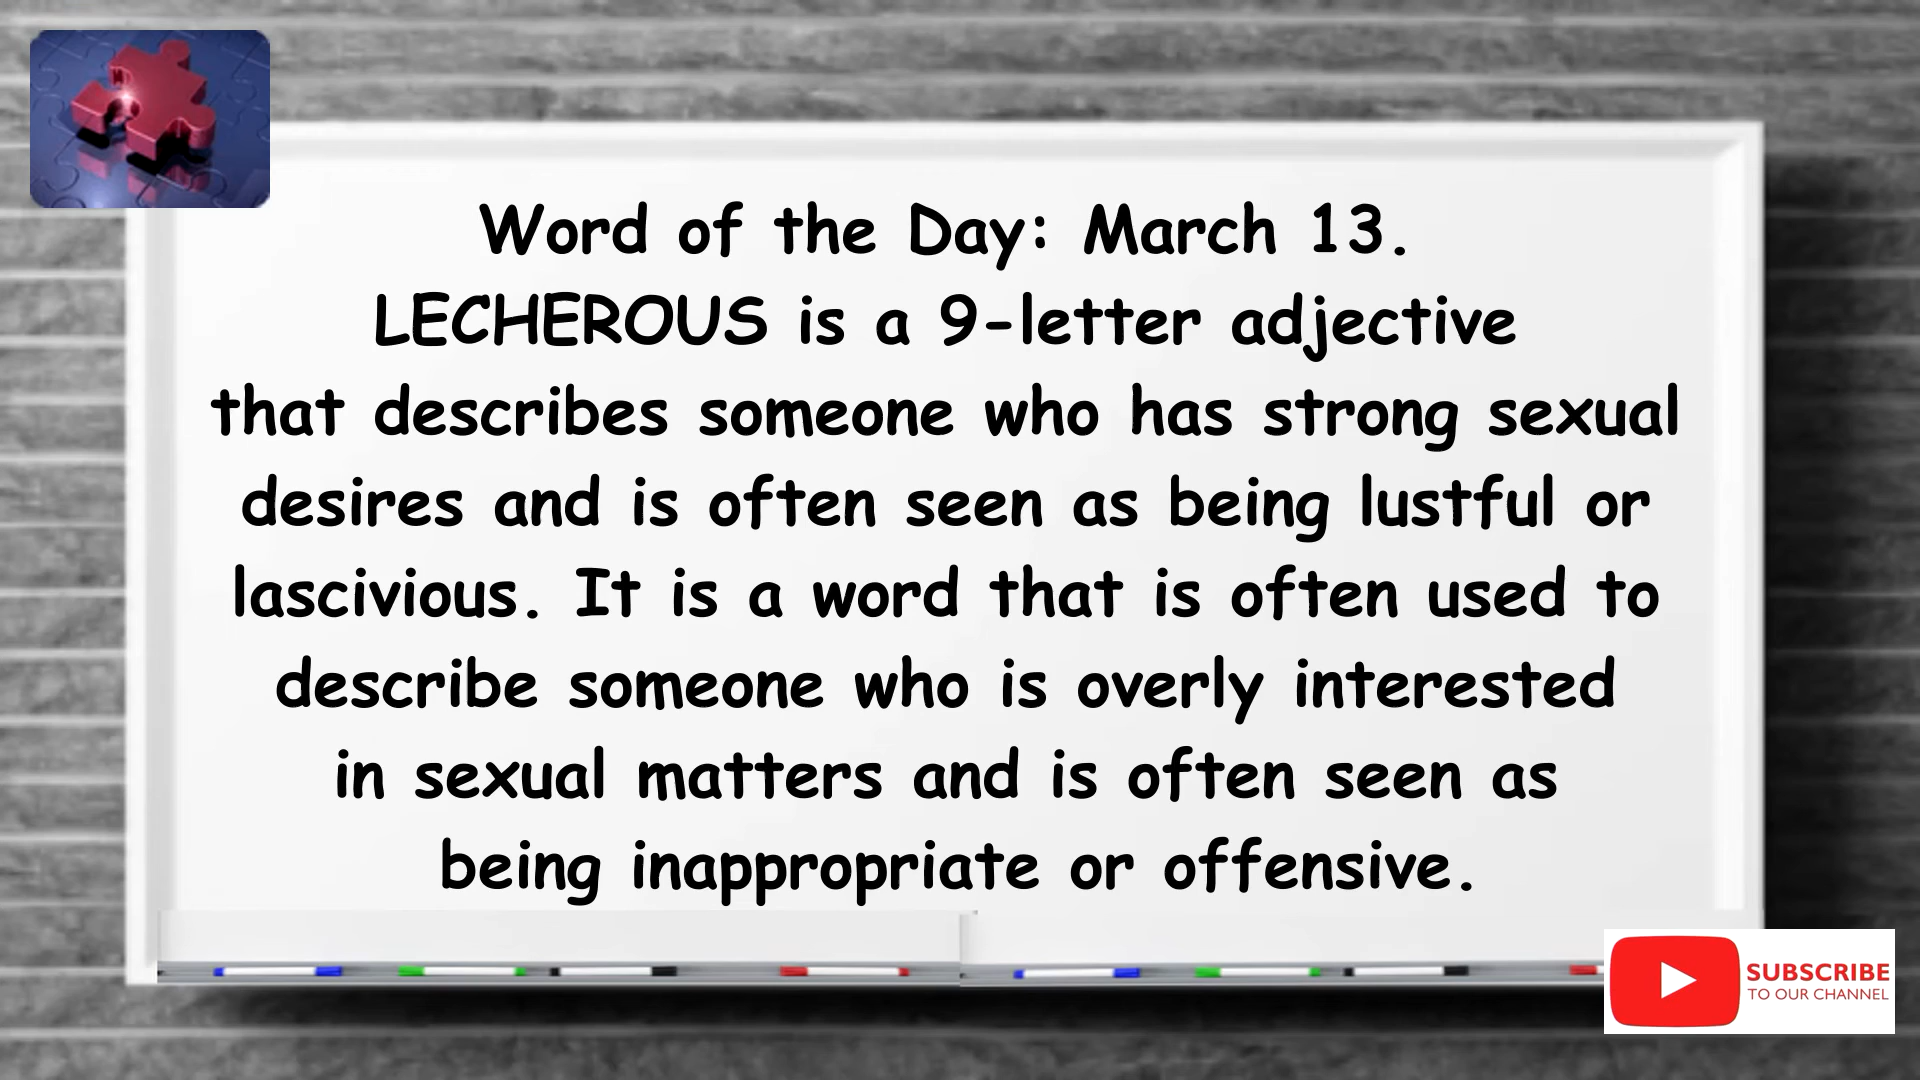 Word of the Day: March 13.
LECHEROUS is a 9-letter adjective
that describes someone who has strong sexual
desires and is often seen as being lustful or
lascivious. It is a word that is often used to
describe someone who is overly interested
in sexual matters and is often seen as
being inappropriate or offensive.
SUBSCRIBE
TO OUR CHANNEL